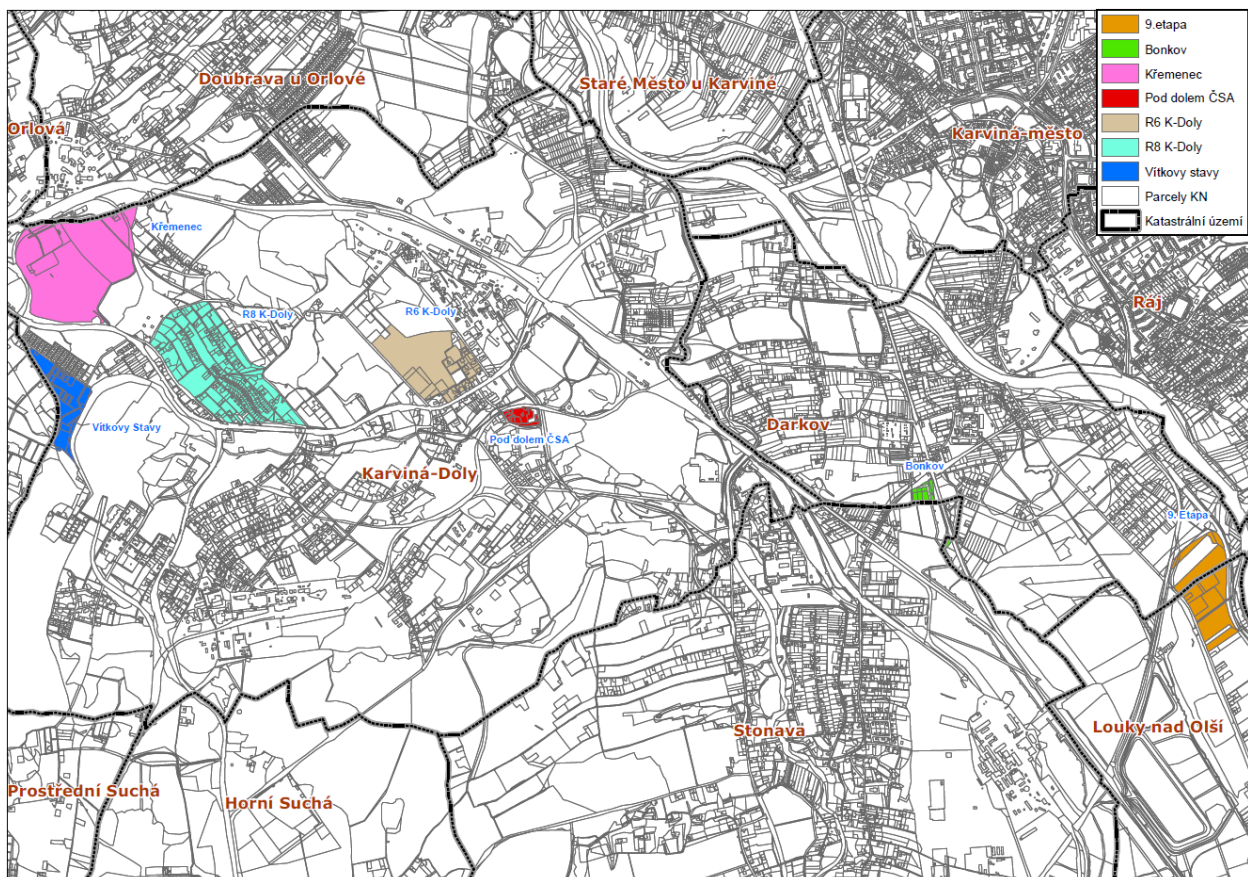 9.etapa
Bonkov
Křemenec
Pod dolem ČSA
R6 K-Doly
R8 K-Doly
Vítkovy stavy
Parcely KN
Katastrální území
Doubrava u Orlové
Staré Město u Karviné
Orlová
Karviná-město
Křemenec
Ráj
R8 K-Doly
R6 K-Doly
Vítkovy Stavy
Darkov
Pod dolem ČSA
Bonkov
Karviná-Doly
9. Etapa
Stonava
Louky nad Olší
Prostřední Suchá
Horní Suchá